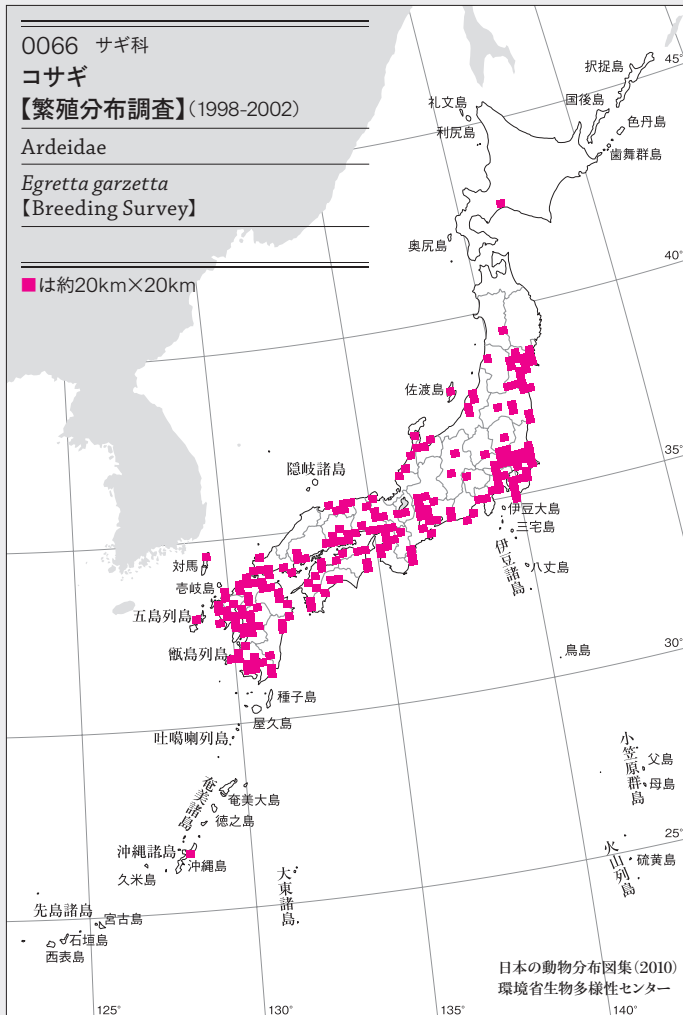 0066 サギ科
コサギ
【繁殖分布調査】(1998-2002)
Ardeidae
Egretta garzetta
【Breeding Survey】
■は約20km×20km
45°
択捉島
国後島
礼文島
色丹島
利尻島
歯舞群島
奥尻島
40°
佐渡島
35°
隠岐諸島
伊豆大島
三宅島
伊豆諸島
八丈島
対馬
壱岐島
五島列島
甑島列島
鳥島
30°
種子島
屋久島
吐噶喇列島
小笠原群島
父島
母島
奄美諸島
奄美大島
徳之島
25°
沖縄諸島
沖縄島
久米島
火山列島
硫黄島
大東諸島
先島諸島
宮古島
石垣島
西表島
日本の動物分布図集(2010)
環境省生物多様性センター
125°
130°
135°
140°